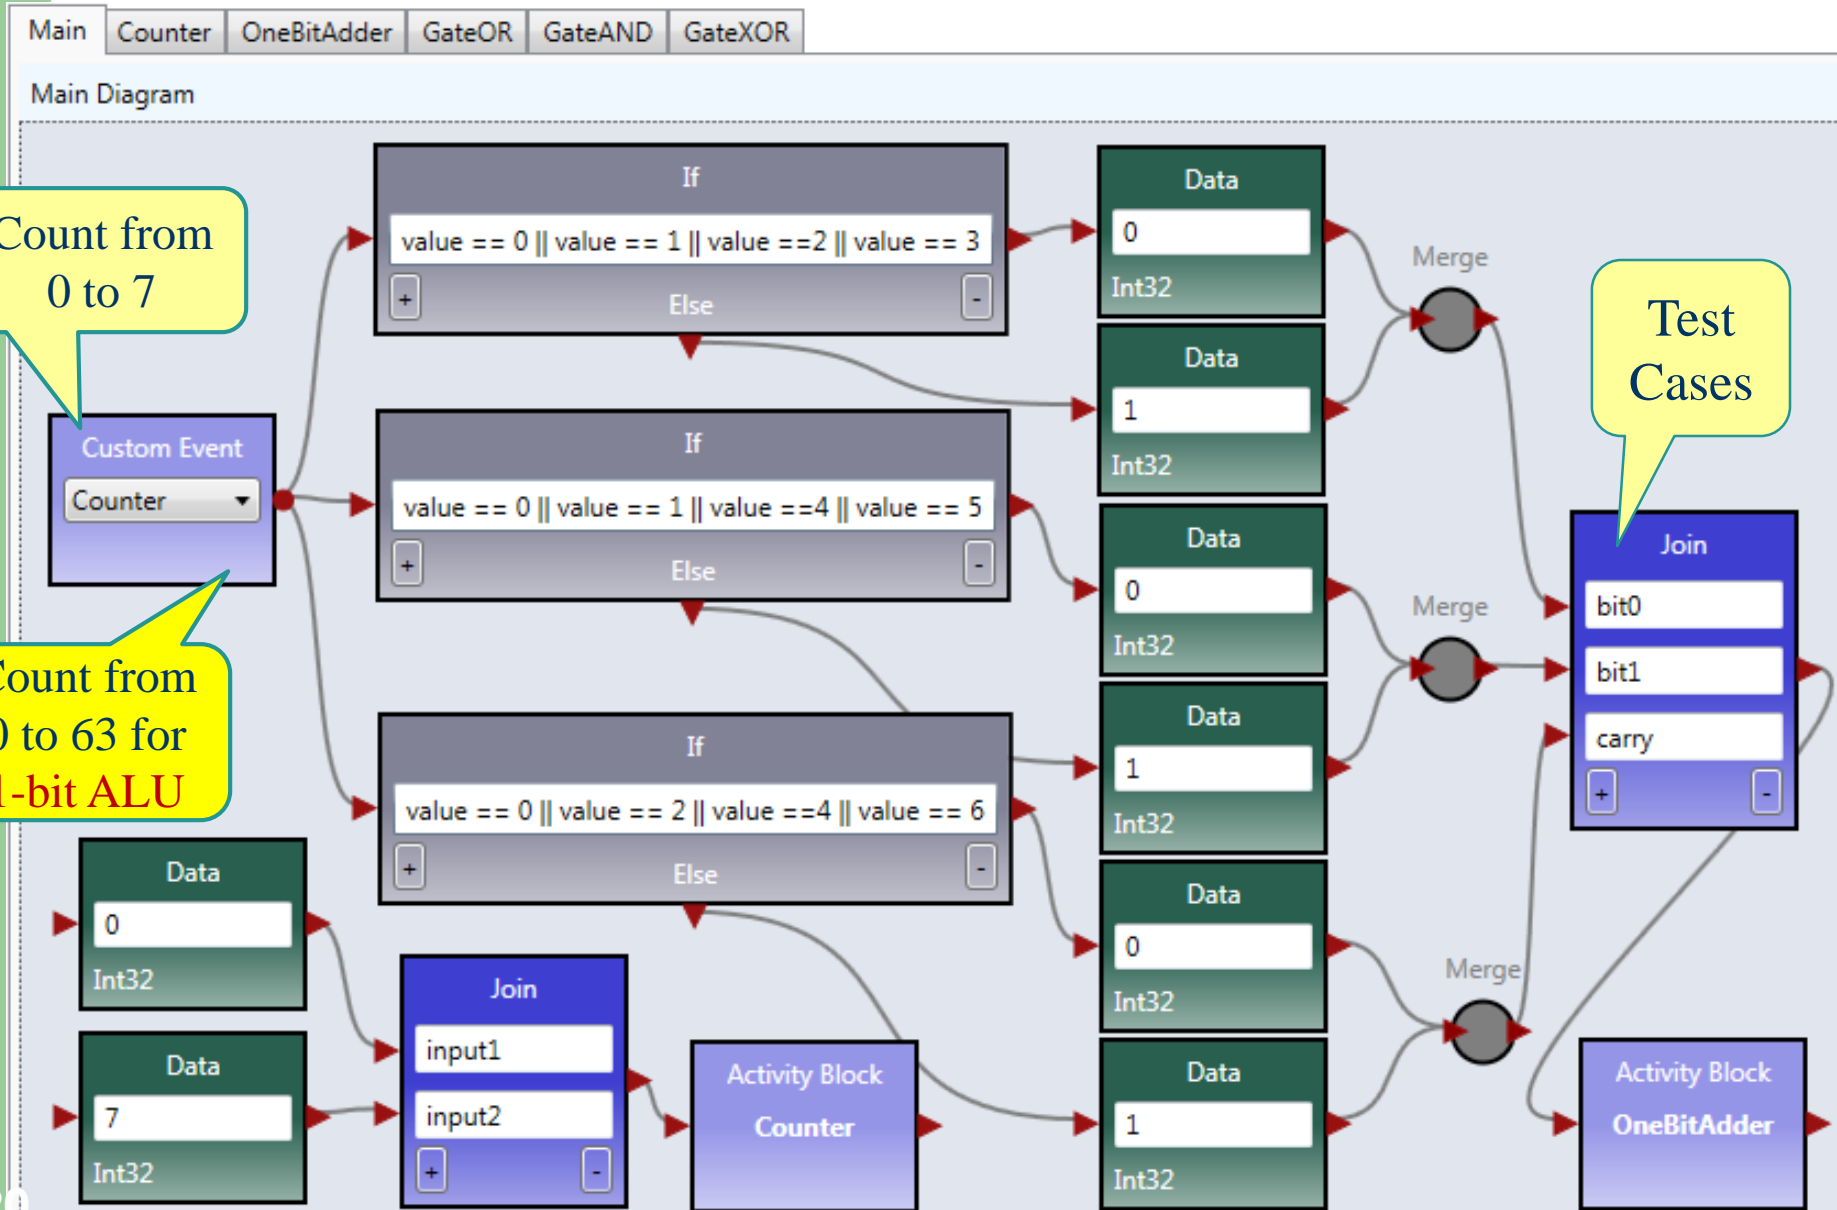 Main Counter OneBitAdder GateOR GateAND GateXOR
Main Diagram
Count from
0 to 7
Custom Event
Counter
Count from
0 to 63 for
1-bit ALU
If
value == 0 || value == 1 || value ==2 || value == 3
+ Else -
If
value == 0 || value == 1 || value ==4 || value == 5
+ Else -
If
value == 0 || value == 2 || value ==4 || value == 6
+ Else -
Data
0
Int32
Data
1
Int32
Data
0
Int32
Data
1
Int32
Data
0
Int32
Data
1
Int32
Merge
Merge
Merge
Test
Cases
Join
bit0
bit1
carry
+ -
Data
0
Int32
Data
7
Int32
Join
input1
input2
+ -
Activity Block
Counter
Activity Block
OneBitAdder